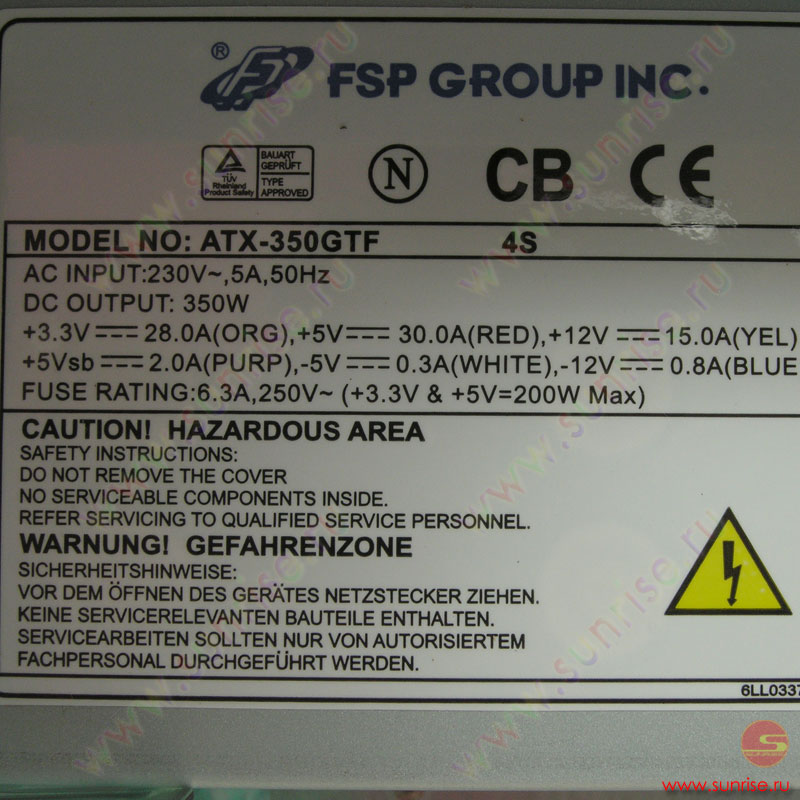 ® FSP GROUP INC.
TÜV Rheinland Product Safety
BAUART GEPRÜFT
TYPE APPROVED
N
CB CE
MODEL NO: ATX-350GTF 4S
AC INPUT:230V~,5A,50Hz
DC OUTPUT: 350W
+3.3V⎓28.0A(ORG),+5V⎓30.0A(RED),+12V⎓15.0A(YEL)
+5Vsb⎓2.0A(PURP),-5V⎓0.3A(WHITE),-12V⎓0.8A(BLUE
FUSE RATING:6.3A,250V~ (+3.3V & +5V=200W Max)
CAUTION! HAZARDOUS AREA
SAFETY INSTRUCTIONS:
DO NOT REMOVE THE COVER
NO SERVICEABLE COMPONENTS INSIDE.
REFER SERVICING TO QUALIFIED SERVICE PERSONNEL.
WARNUNG! GEFAHRENZONE
SICHERHEITSHINWEISE:
VOR DEM ÖFFNEN DES GERÄTES NETZSTECKER ZIEHEN.
KEINE SERVICERELEVANTEN BAUTEILE ENTHALTEN.
SERVICEARBEITEN SOLLTEN NUR VON AUTORISIERTEM
FACHPERSONAL DURCHGEFÜHRT WERDEN.
6LL0337
www.sunrise.ru